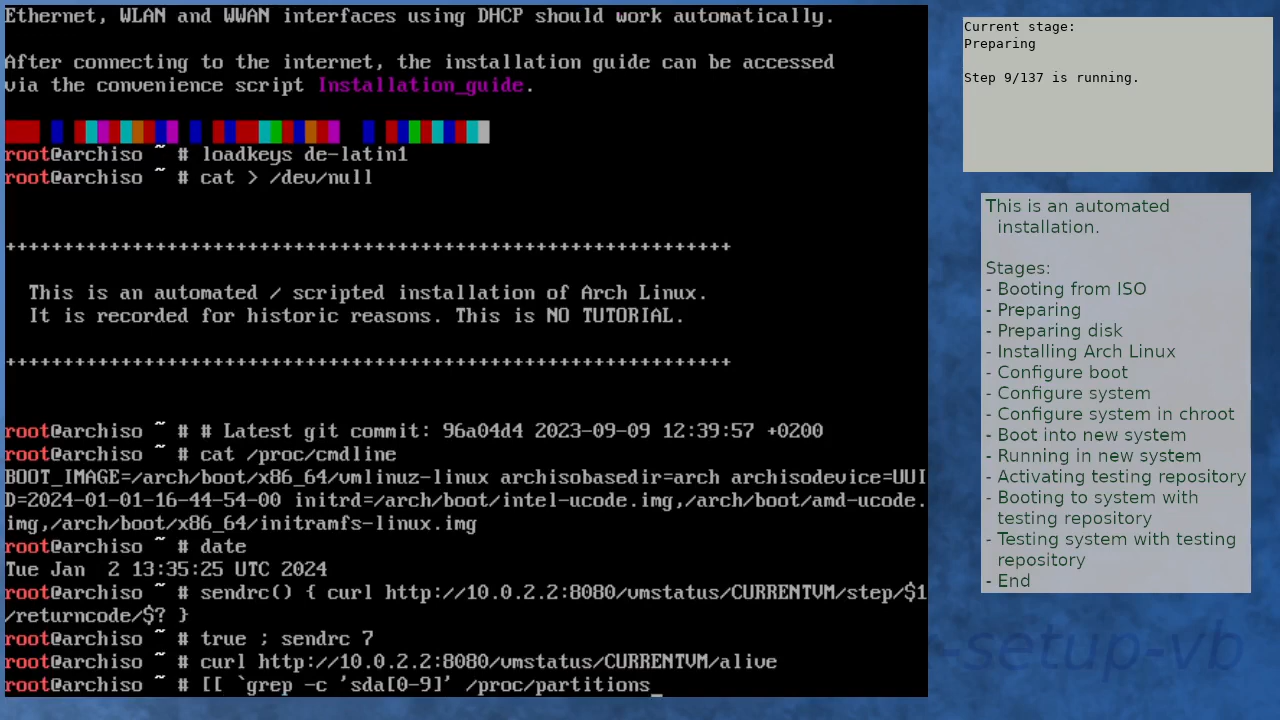 Ethernet, WLAN and WWAN interfaces using DHCP should work automatically.
After connecting to the internet, the installation guide can be accessed
via the convenience script Installation_guide.
root@archiso ~ # loadkeys de-latin1
root@archiso ~ # cat > /dev/null
+++++++++++++++++++++++++++++++++++++++++++++++++++++++++++++++
This is an automated / scripted installation of Arch Linux.
It is recorded for historic reasons. This is NO TUTORIAL.
+++++++++++++++++++++++++++++++++++++++++++++++++++++++++++++++
root@archiso ~ # # Latest git commit: 96a04d4 2023-09-09 12:39:57 +0200
root@archiso ~ # cat /proc/cmdline
BOOT_IMAGE=/arch/boot/x86_64/vmlinuz-linux archisobasedir=arch archisodevice=UUI
D=2024-01-01-16-44-54-00 initrd=/arch/boot/intel-ucode.img,/arch/boot/amd-ucode.
img,/arch/boot/x86_64/initramfs-linux.img
root@archiso ~ # date
Tue Jan  2 13:35:25 UTC 2024
root@archiso ~ # sendrc() { curl http://10.0.2.2:8080/vmstatus/CURRENTVM/step/$1
/returncode/$? }
root@archiso ~ # true ; sendrc 7
root@archiso ~ # curl http://10.0.2.2:8080/vmstatus/CURRENTVM/alive
root@archiso ~ # [[ `grep -c 'sda[0-9]' /proc/partitions_
Current stage:
Preparing
Step 9/137 is running.
This is an automated
installation.
Stages:
- Booting from ISO
- Preparing
- Preparing disk
- Installing Arch Linux
- Configure boot
- Configure system
- Configure system in chroot
- Boot into new system
- Running in new system
- Activating testing repository
- Booting to system with
testing repository
- Testing system with testing
repository
- End
-setup-vb